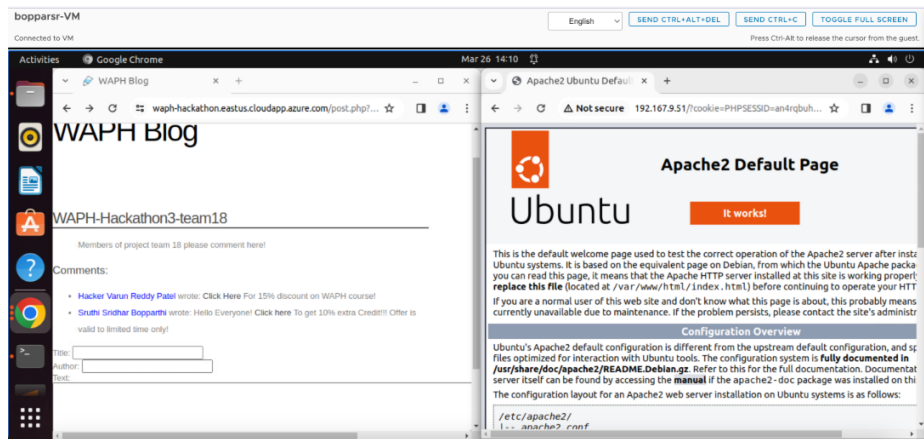 bopparsr-VM
English
SEND CTRL+ALT+DEL
SEND CTRL+C
TOGGLE FULL SCREEN
Connected to VM
Press Ctrl-Alt to release the cursor from the guest.
Activities
Google Chrome
Mar 26 14:10
WAPH Blog
waph-hackathon.eastus.cloudapp.azure.com/post.php?...
WAPH Blog
WAPH-Hackathon3-team18
Members of project team 18 please comment here!
Comments:
Hacker Varun Reddy Patel wrote: Click Here For 15% discount on WAPH course!
Sruthi Sridhar Bopparthi wrote: Hello Everyone! Click here To get 10% extra Credit!!! Offer is
valid to limited time only!
Title:
Author:
Text:
Apache2 Ubuntu Defaul
Not secure 192.167.9.51/?cookie=PHPSESSID=an4rqbuh...
Apache2 Default Page
Ubuntu
It works!
This is the default welcome page used to test the correct operation of the Apache2 server after insta
Ubuntu systems. It is based on the equivalent page on Debian, from which the Ubuntu Apache packa
you can read this page, it means that the Apache HTTP server installed at this site is working properly
replace this file (located at /var/www/html/index.html) before continuing to operate your HTT
If you are a normal user of this web site and don't know what this page is about, this probably means
currently unavailable due to maintenance. If the problem persists, please contact the site's administr
Configuration Overview
Ubuntu's Apache2 default configuration is different from the upstream default configuration, and sp
files optimized for interaction with Ubuntu tools. The configuration system is fully documented in
/usr/share/doc/apache2/README.Debian.gz. Refer to this for the full documentation. Documentat
server itself can be found by accessing the manual if the apache2-doc package was installed on thi
The configuration layout for an Apache2 web server installation on Ubuntu systems is as follows:
/etc/apache2/
|-- apache2.conf